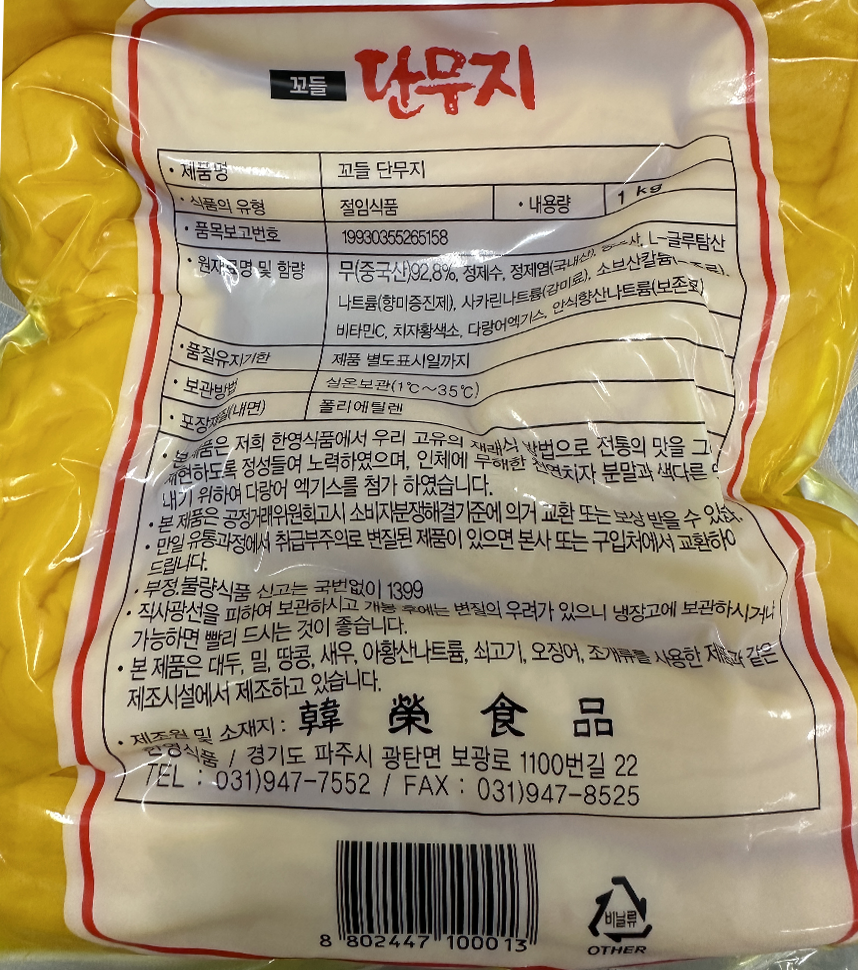 꼬들 단무지
· 제품명 꼬들 단무지
· 식품의 유형 절임식품 · 내용량 1 kg
· 품목보고번호 19930355265158
· 원재료명 및 함량 무(중국산)92.8%, 정제수, 정제염(국내산), L-글루탐산
나트륨(향미증진제), 사카린나트륨(감미료), 소브산칼륨
비타민C, 치자황색소, 다랑어엑기스, 안식향산나트륨(보존료)
· 품질유지기한 제품 별도표시일까지
· 보관방법 실온보관(1℃~35℃)
· 포장재질(내면) 폴리에틸렌
· 본 제품은 저희 한영식품에서 우리 고유의 재래식 방법으로 전통의 맛을
재현하도록 정성들여 노력하였으며, 인체에 무해한 천연치자 분말과 색다른
내기 위하여 다랑어 엑기스를 첨가 하였습니다.
· 본 제품은 공정거래위원회고시 소비자분쟁해결기준에 의거 교환 또는 보상 받을 수 있습
· 만일 유통과정에서 취급부주의로 변질된 제품이 있으면 본사 또는 구입처에서 교환하여
드립니다.
· 부정.불량식품 신고는 국번없이 1399
· 직사광선을 피하여 보관하시고 개봉 후에는 변질의 우려가 있으니 냉장고에 보관하시거나
가능하면 빨리 드시는 것이 좋습니다.
· 본 제품은 대두, 밀, 땅콩, 새우, 아황산나트륨, 쇠고기, 오징어, 조개류를 사용한 제품과 같은
제조시설에서 제조하고 있습니다.
· 제조원 및 소재지 : 韓 榮 食 品
한영식품 / 경기도 파주시 광탄면 보광로 1100번길 22
TEL : 031)947-7552 / FAX : 031)947-8525
8 802447 100013
비닐류
OTHER